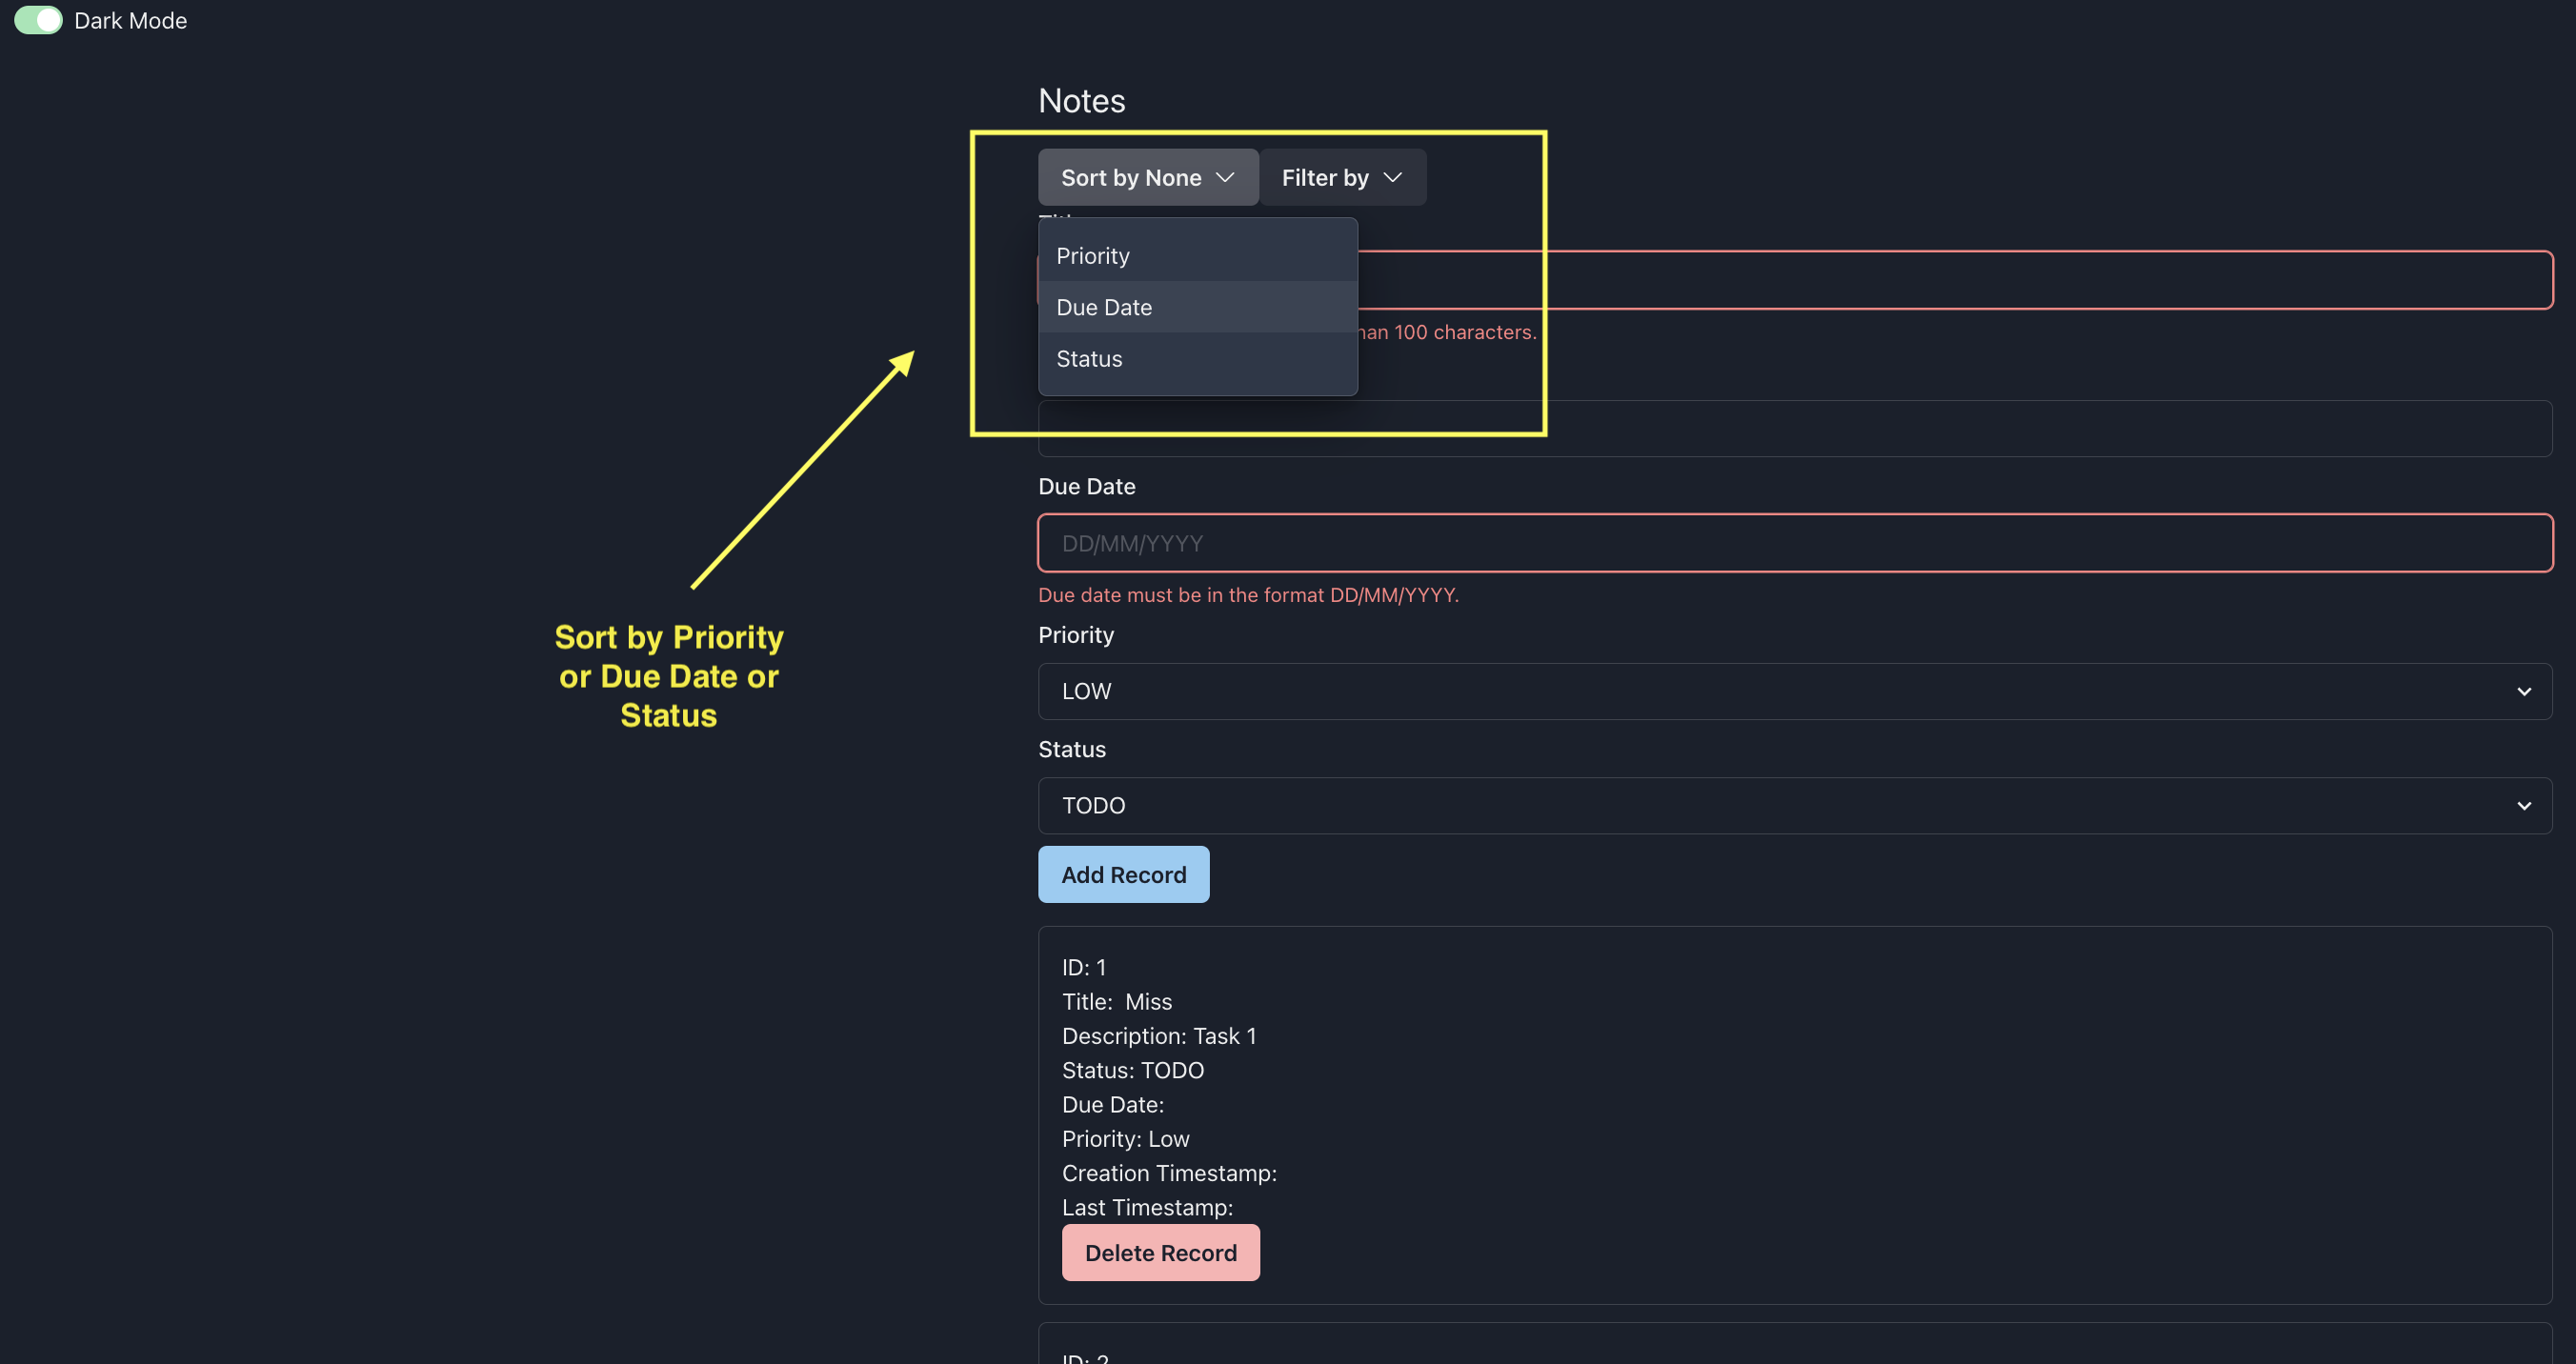 Dark Mode
Notes
Sort by None
Filter by
Priority
Due Date
Status
han 100 characters.
Due Date
DD/MM/YYYY
Due date must be in the format DD/MM/YYYY.
Priority
LOW
Status
TODO
Add Record
ID: 1
Title: Miss
Description: Task 1
Status: TODO
Due Date:
Priority: Low
Creation Timestamp:
Last Timestamp:
Delete Record
ID: 2
Sort by Priority
or Due Date or
Status